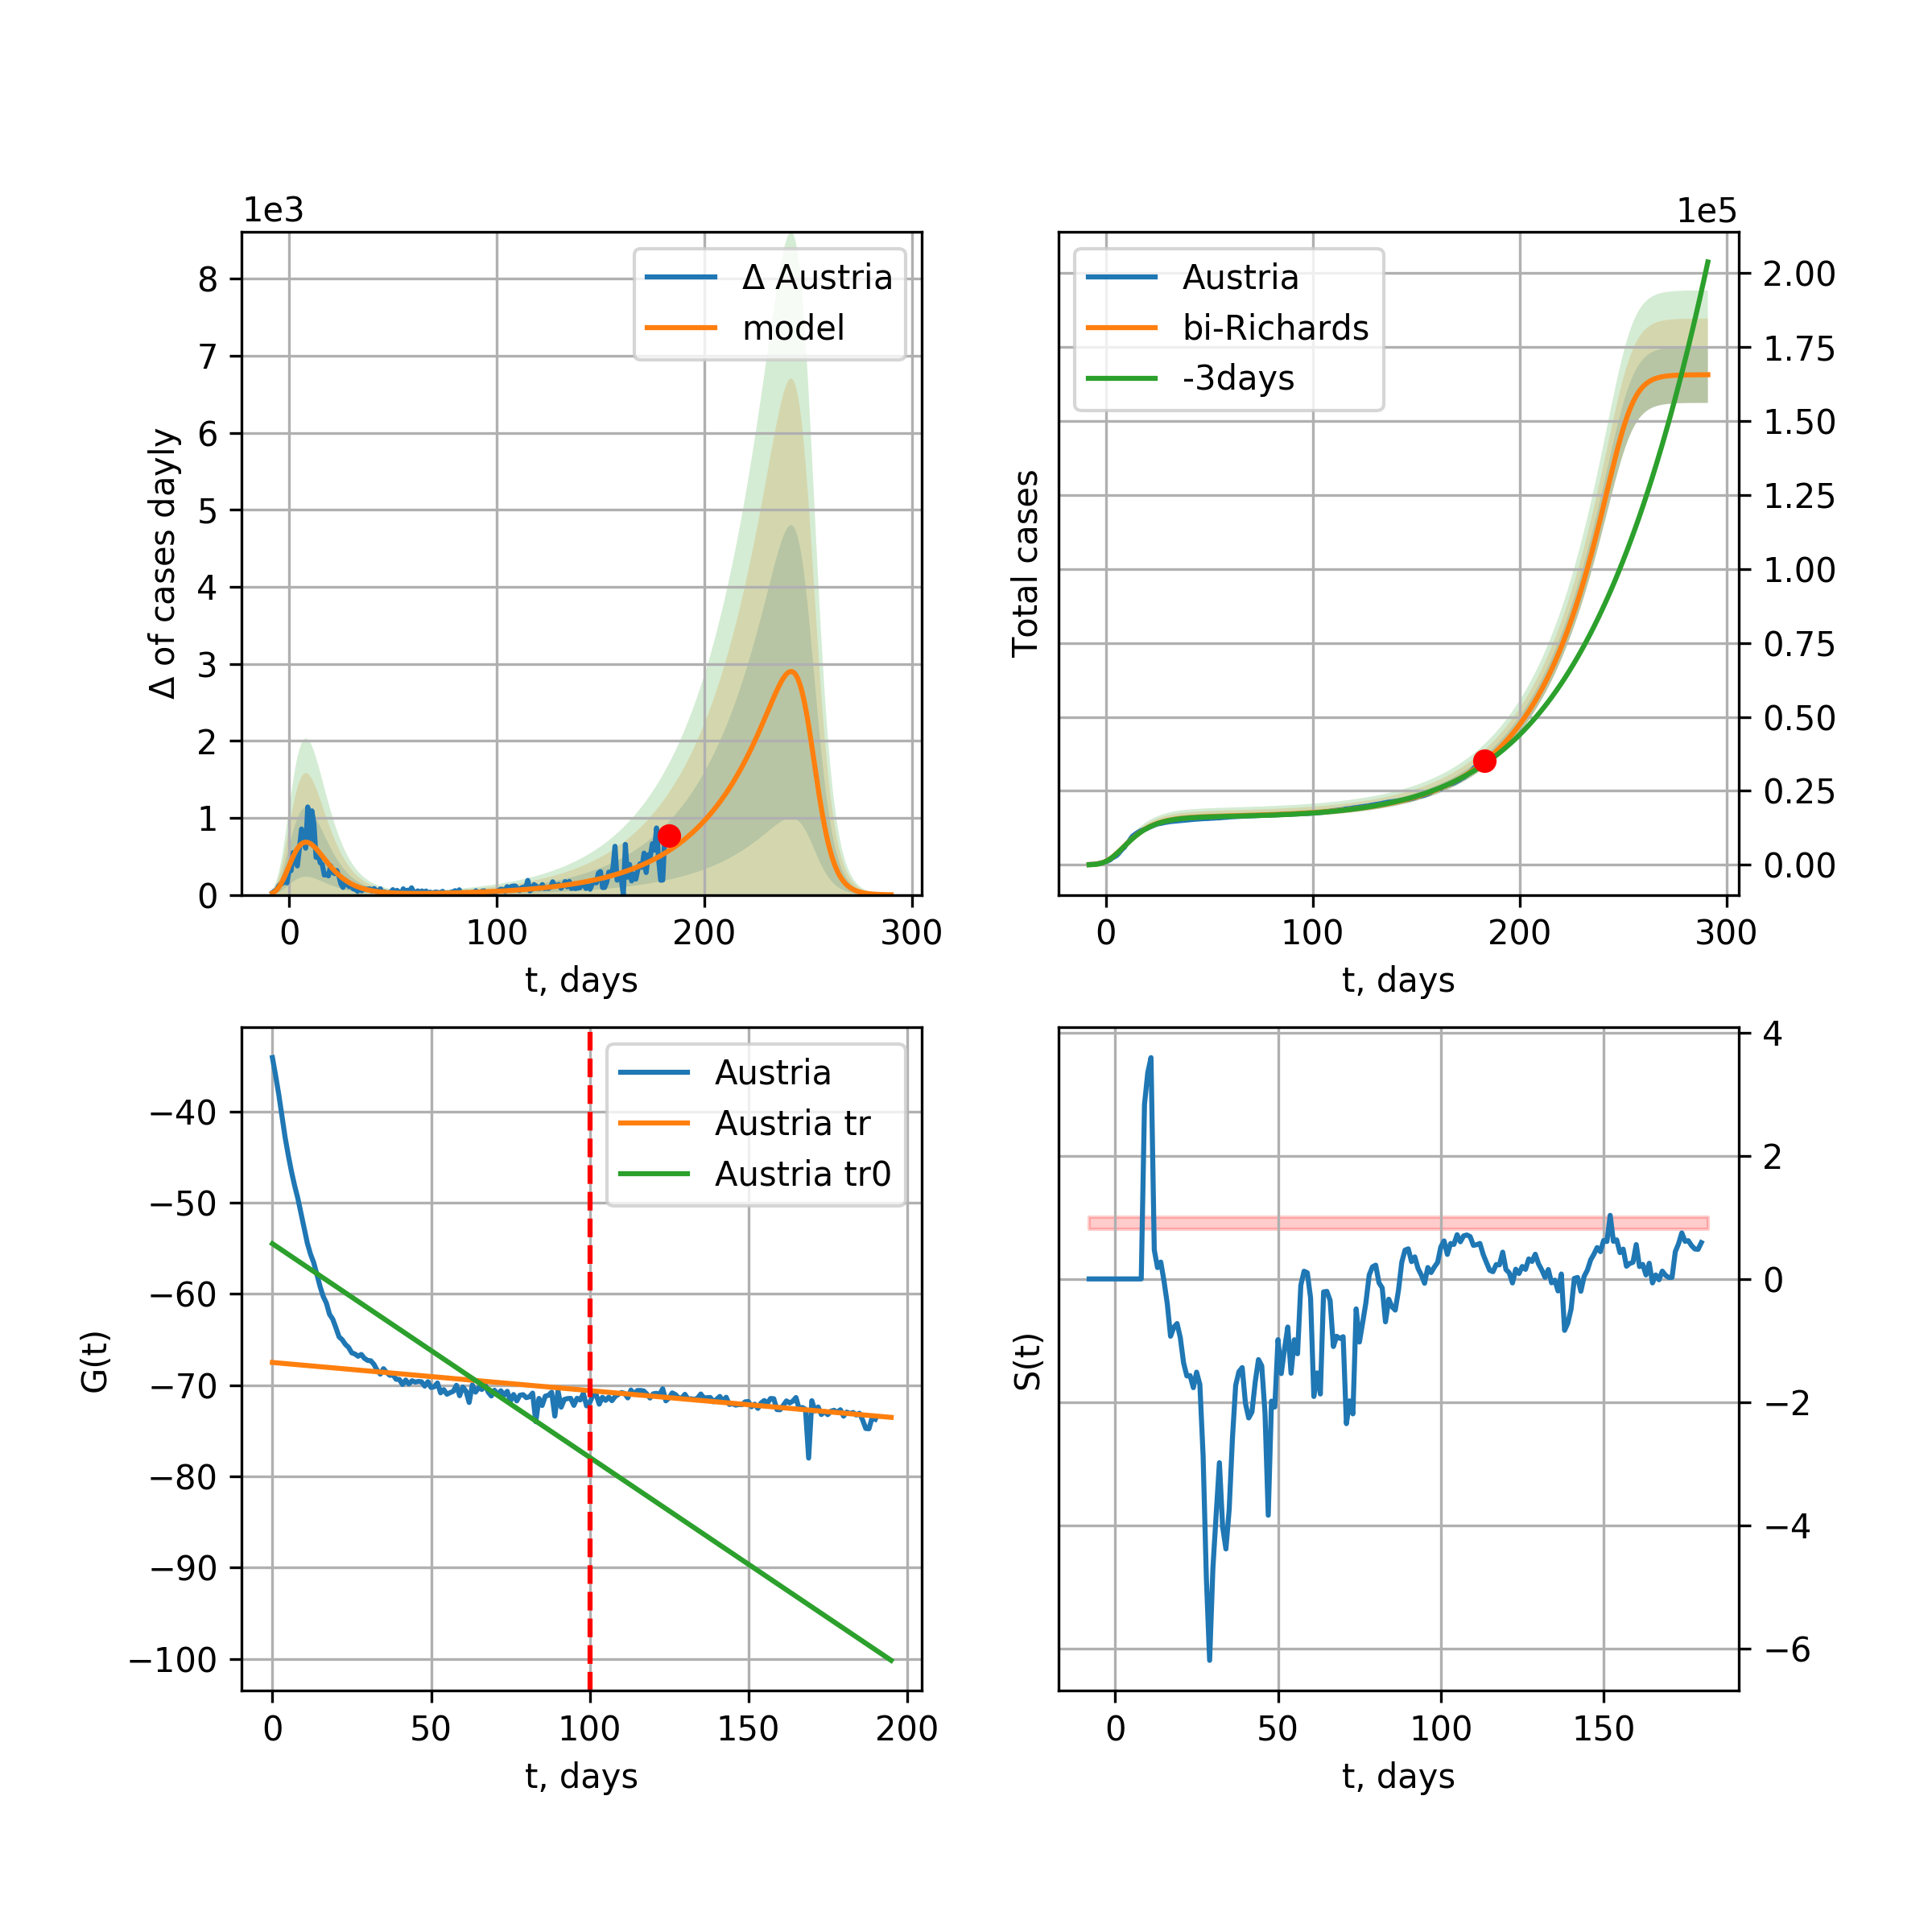 1e3
Δ of cases dayly
8
7
6
5
4
3
2
1
0
Δ Austria
model
0 100 200 300
t, days
1e5
Total cases
Austria
bi-Richards
-3days
2.00
1.75
1.50
1.25
1.00
0.75
0.50
0.25
0.00
0 100 200 300
t, days
G(t)
−40
−50
−60
−70
−80
−90
−100
Austria
Austria tr
Austria tr0
0 50 100 150 200
t, days
S(t)
4
2
0
−2
−4
−6
0 50 100 150
t, days